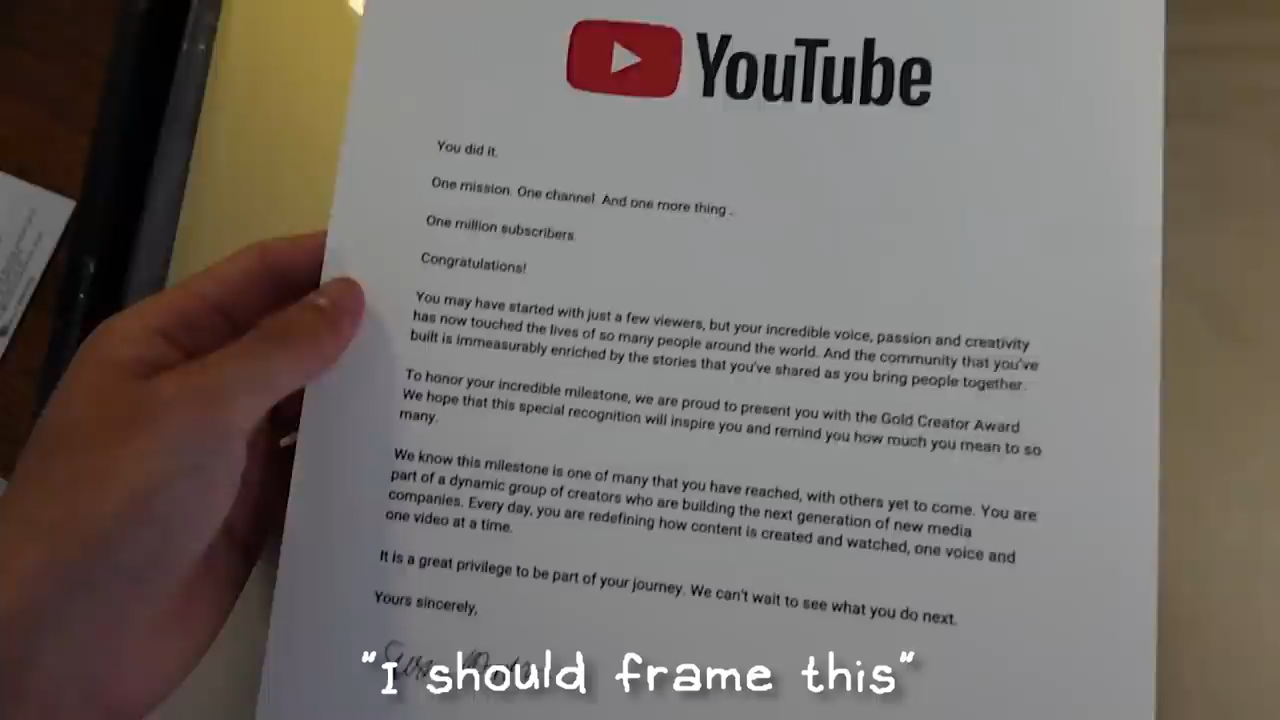 YouTube
You did it.
One mission. One channel. And one more thing...
One million subscribers.
Congratulations!
You may have started with just a few viewers, but your incredible voice, passion and creativity
has now touched the lives of so many people around the world. And the community that you've
built is immeasurably enriched by the stories that you've shared as you bring people together.
To honor your incredible milestone, we are proud to present you with the Gold Creator Award
We hope that this special recognition will inspire you and remind you how much you mean to so
many.
We know this milestone is one of many that you have reached, with others yet to come. You are
part of a dynamic group of creators who are building the next generation of new media
companies. Every day, you are redefining how content is created and watched, one voice and
one video at a time.
It is a great privilege to be part of your journey. We can't wait to see what you do next.
Yours sincerely,
"I should frame this"